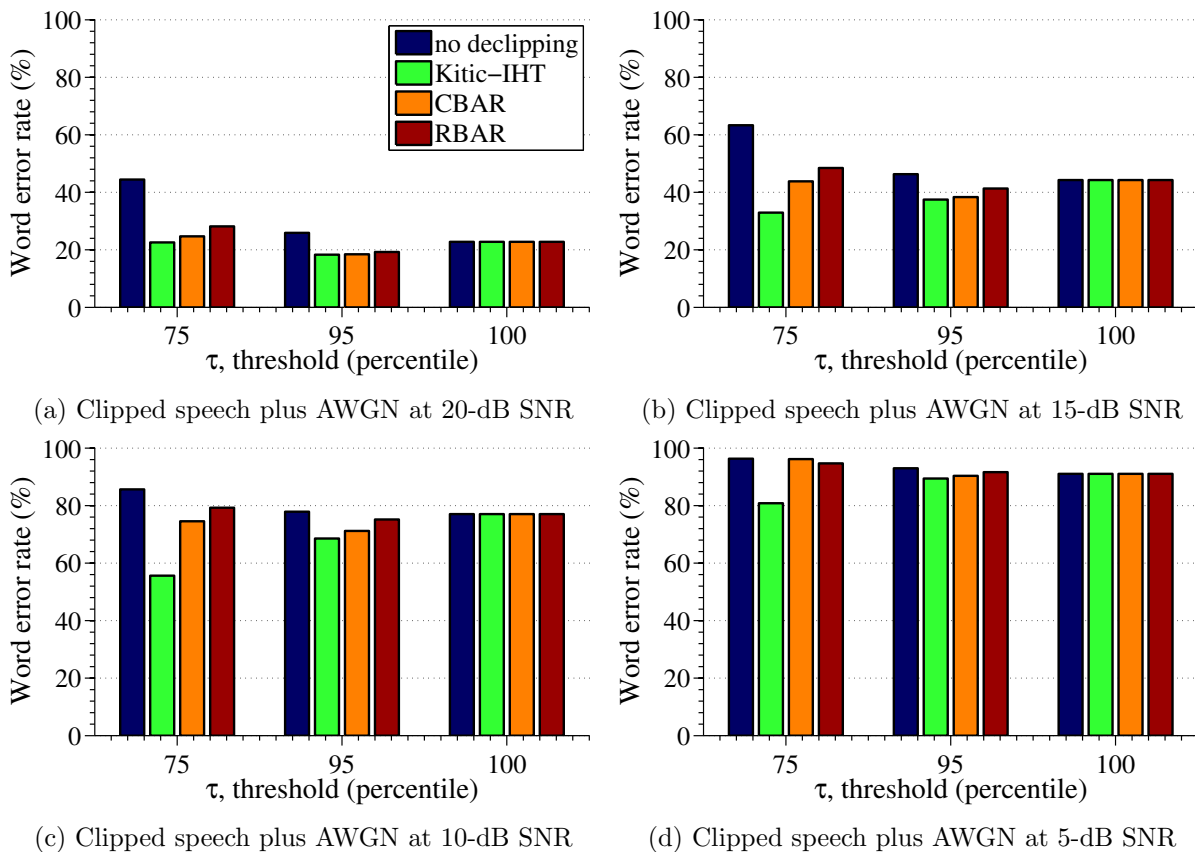 100
80
60
40
20
0
Word error rate (%)
no declipping
Kitic−IHT
CBAR
RBAR
75 95 100
τ, threshold (percentile)
(a) Clipped speech plus AWGN at 20-dB SNR
100
80
60
40
20
0
Word error rate (%)
75 95 100
τ, threshold (percentile)
(b) Clipped speech plus AWGN at 15-dB SNR
100
80
60
40
20
0
Word error rate (%)
75 95 100
τ, threshold (percentile)
(c) Clipped speech plus AWGN at 10-dB SNR
100
80
60
40
20
0
Word error rate (%)
75 95 100
τ, threshold (percentile)
(d) Clipped speech plus AWGN at 5-dB SNR